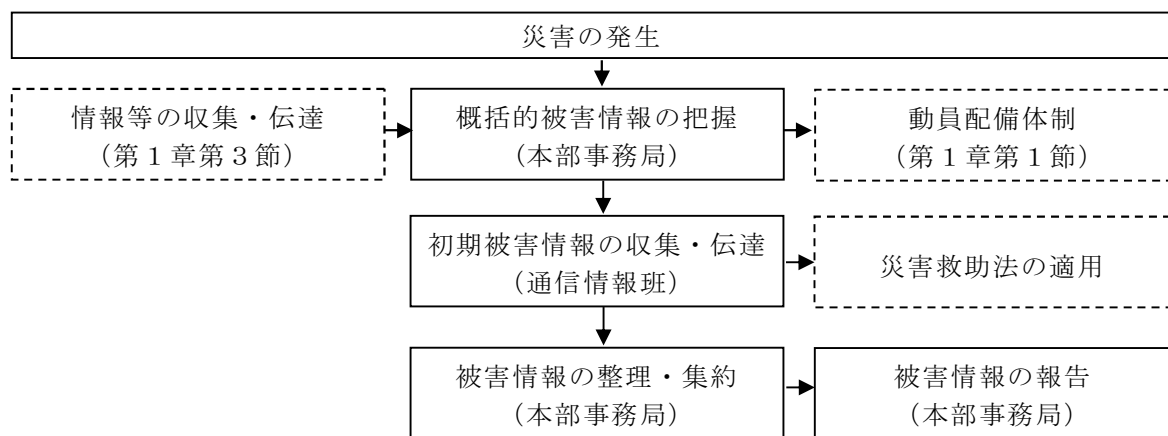 災害の発生
情報等の収集・伝達
（第１章第３節）
概括的被害情報の把握
（本部事務局）
動員配備体制
（第１章第１節）
初期被害情報の収集・伝達
（通信情報班）
災害救助法の適用
被害情報の整理・集約
（本部事務局）
被害情報の報告
（本部事務局）